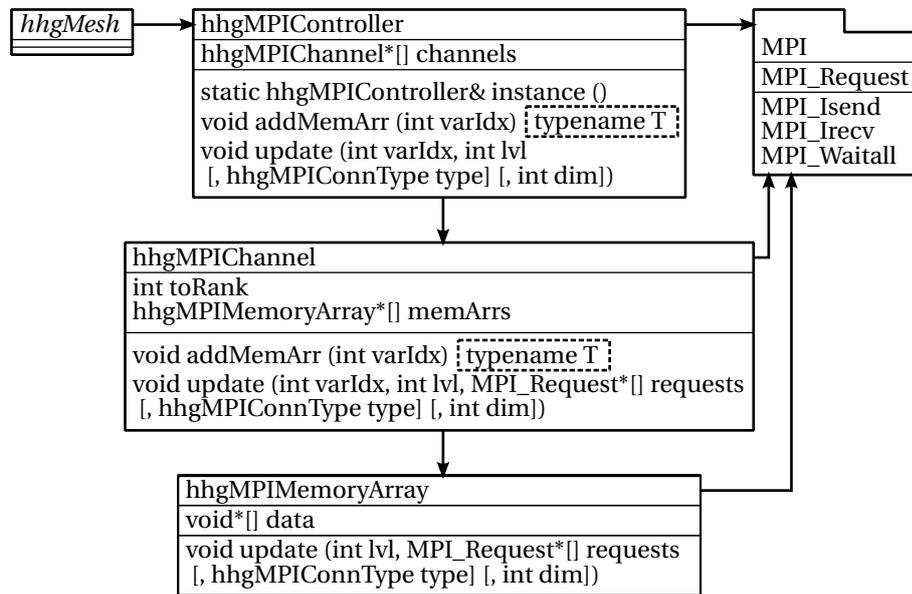 hhgMesh
hhgMPIController
hhgMPIChannel*[] channels
static hhgMPIController& instance ()
void addMemArr (int varIdx) typename T
void update (int varIdx, int lvl
[, hhgMPIConnType type] [, int dim])
MPI
MPI_Request
MPI_Isend
MPI_Irecv
MPI_Waitall
hhgMPIChannel
int toRank
hhgMPIMemoryArray*[] memArrs
void addMemArr (int varIdx) typename T
void update (int varIdx, int lvl, MPI_Request*[] requests
[, hhgMPIConnType type] [, int dim])
hhgMPIMemoryArray
void*[] data
void update (int lvl, MPI_Request*[] requests
[, hhgMPIConnType type] [, int dim])